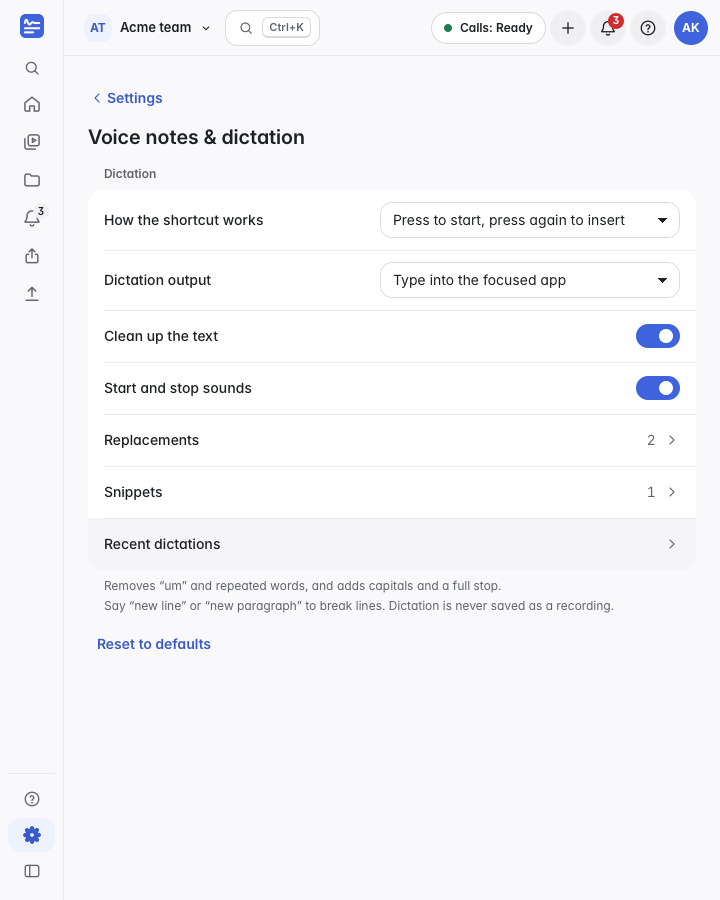 AT Acme team Ctrl+K Calls: Ready 3 AK
3
Settings
Voice notes & dictation
Dictation
How the shortcut works Press to start, press again to insert
Dictation output Type into the focused app
Clean up the text
Start and stop sounds
Replacements 2
Snippets 1
Recent dictations
Removes “um” and repeated words, and adds capitals and a full stop.
Say “new line” or “new paragraph” to break lines. Dictation is never saved as a recording.
Reset to defaults